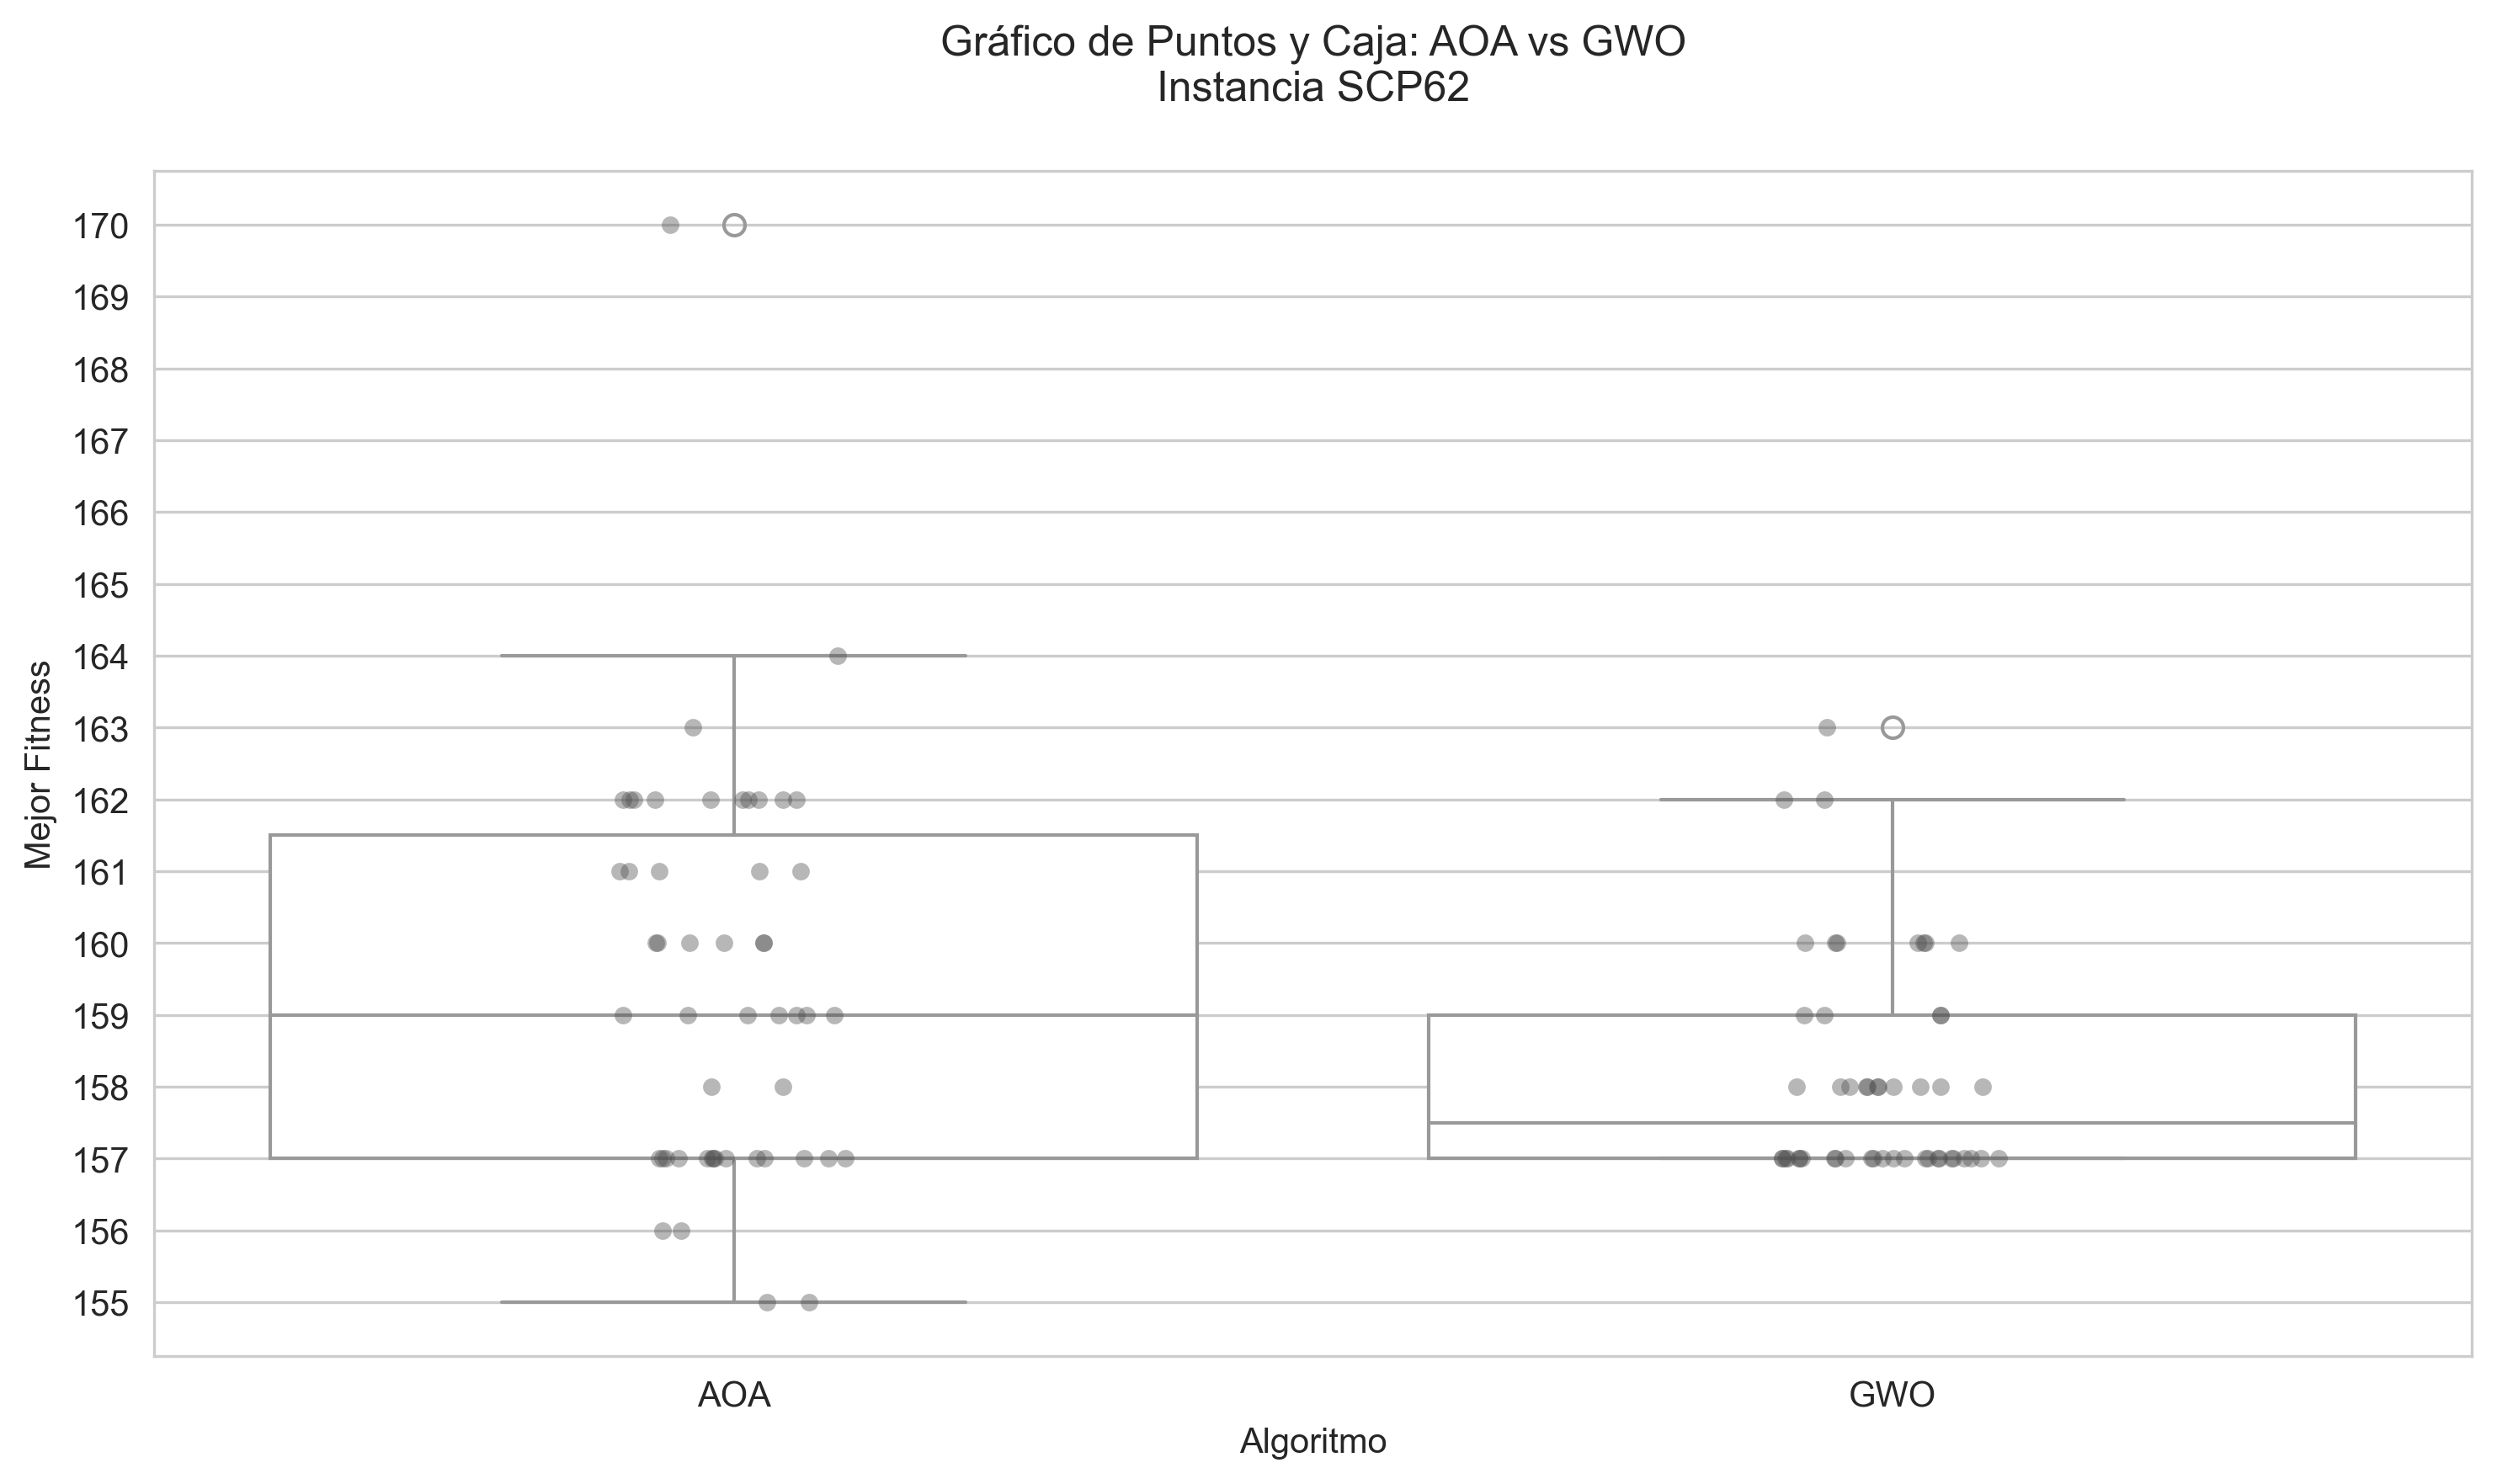 Gráfico de Puntos y Caja: AOA vs GWO
Instancia SCP62
170
169
168
167
166
165
164
163
162
161
160
159
158
157
156
155
Mejor Fitness
AOA
GWO
Algoritmo